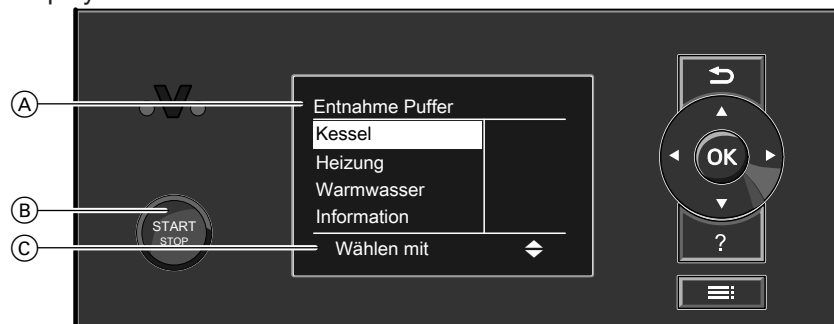 A
Entnahme Puffer
Kessel
Heizung
Warmwasser
Information
B
START
STOP
C
Wählen mit
OK
?